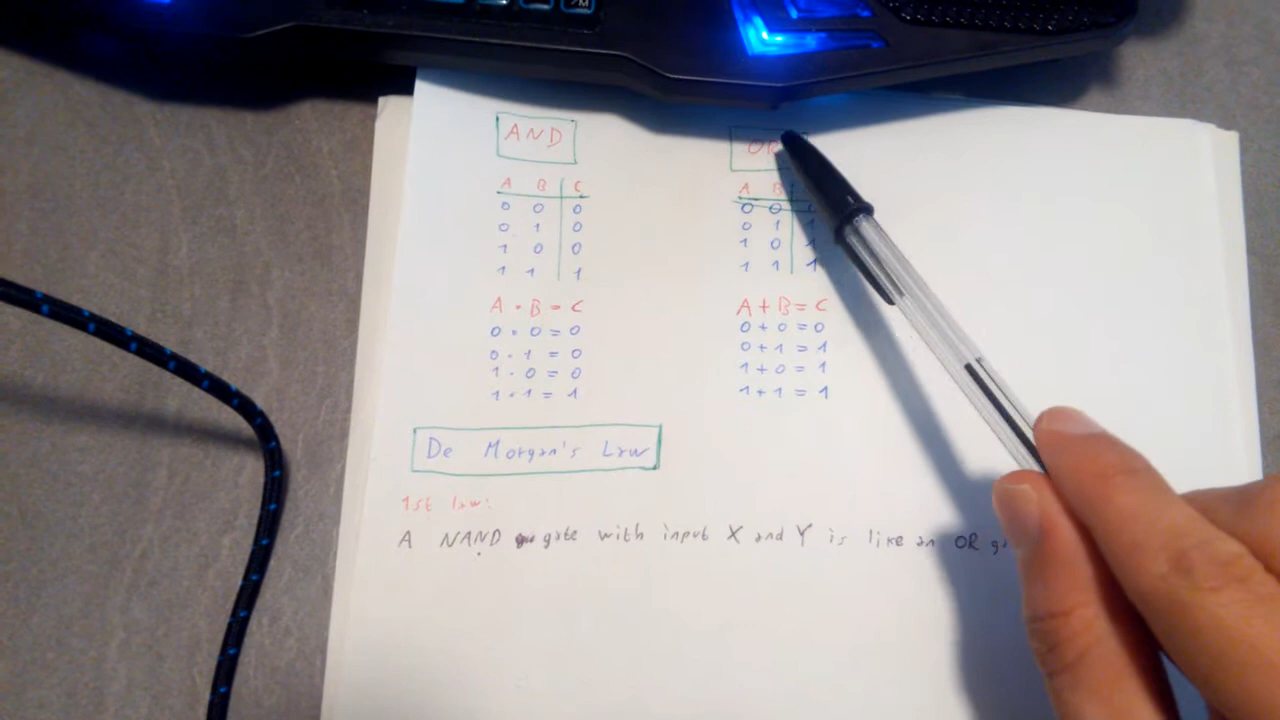 AND
OR
A B C
0 0 0
0 1 0
1 0 0
1 1 1
A B
0 0
0 1 1
1 0 1
1 1 1
A · B = C
0 · 0 = 0
0 · 1 = 0
1 · 0 = 0
1 · 1 = 1
A + B = C
0 + 0 = 0
0 + 1 = 1
1 + 0 = 1
1 + 1 = 1
De Morgan's Law
1st law:
A NAND gate with input X and Y is like an OR